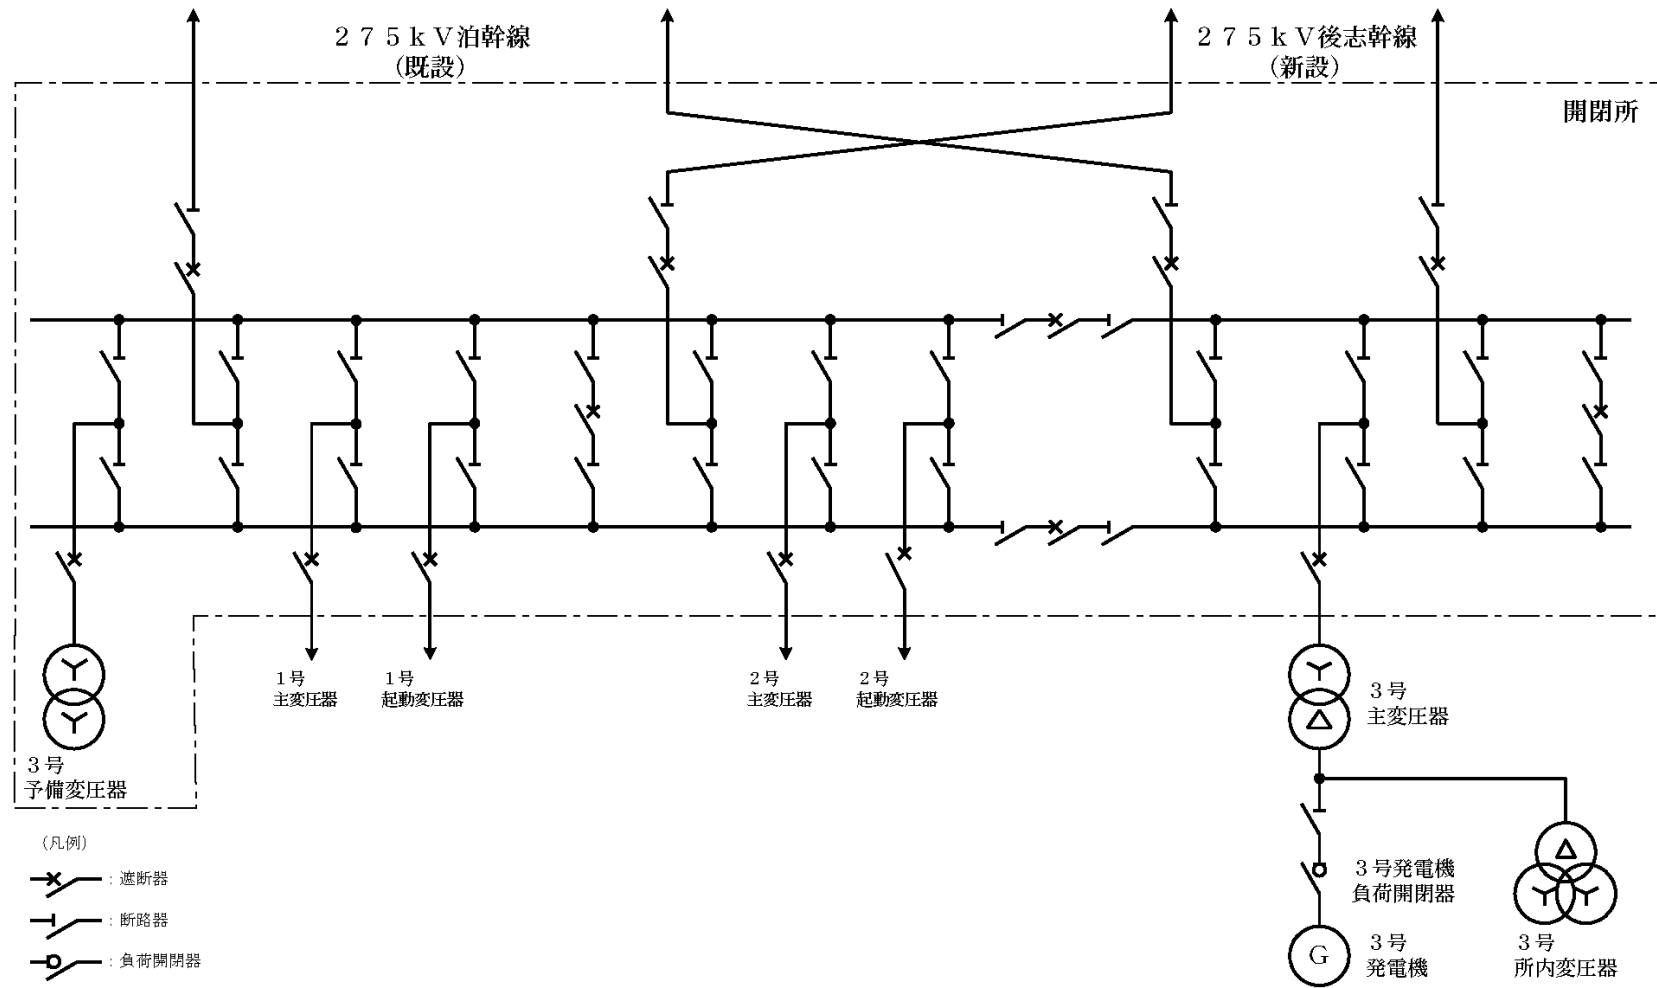 ２７５ｋＶ泊幹線
（既設）
２７５ｋＶ後志幹線
（新設）
開閉所
１号
主変圧器
１号
起動変圧器
２号
主変圧器
２号
起動変圧器
３号
主変圧器
３号
予備変圧器
（凡例）
：遮断器
：断路器
：負荷開閉器
３号発電機
負荷開閉器
G
３号
発電機
３号
所内変圧器